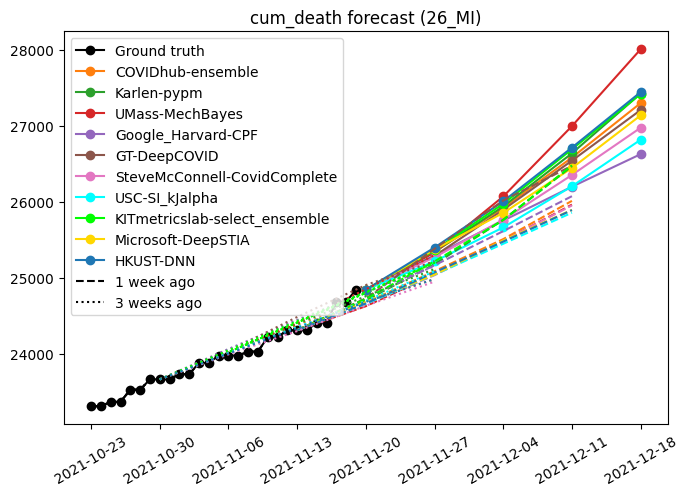 cum_death forecast (26_MI)
28000
27000
26000
25000
24000
Ground truth
COVIDhub-ensemble
Karlen-pypm
UMass-MechBayes
Google_Harvard-CPF
GT-DeepCOVID
SteveMcConnell-CovidComplete
USC-SI_kJalpha
KITmetricslab-select_ensemble
Microsoft-DeepSTIA
HKUST-DNN
1 week ago
3 weeks ago
2021-10-23
2021-10-30
2021-11-06
2021-11-13
2021-11-20
2021-11-27
2021-12-04
2021-12-11
2021-12-18